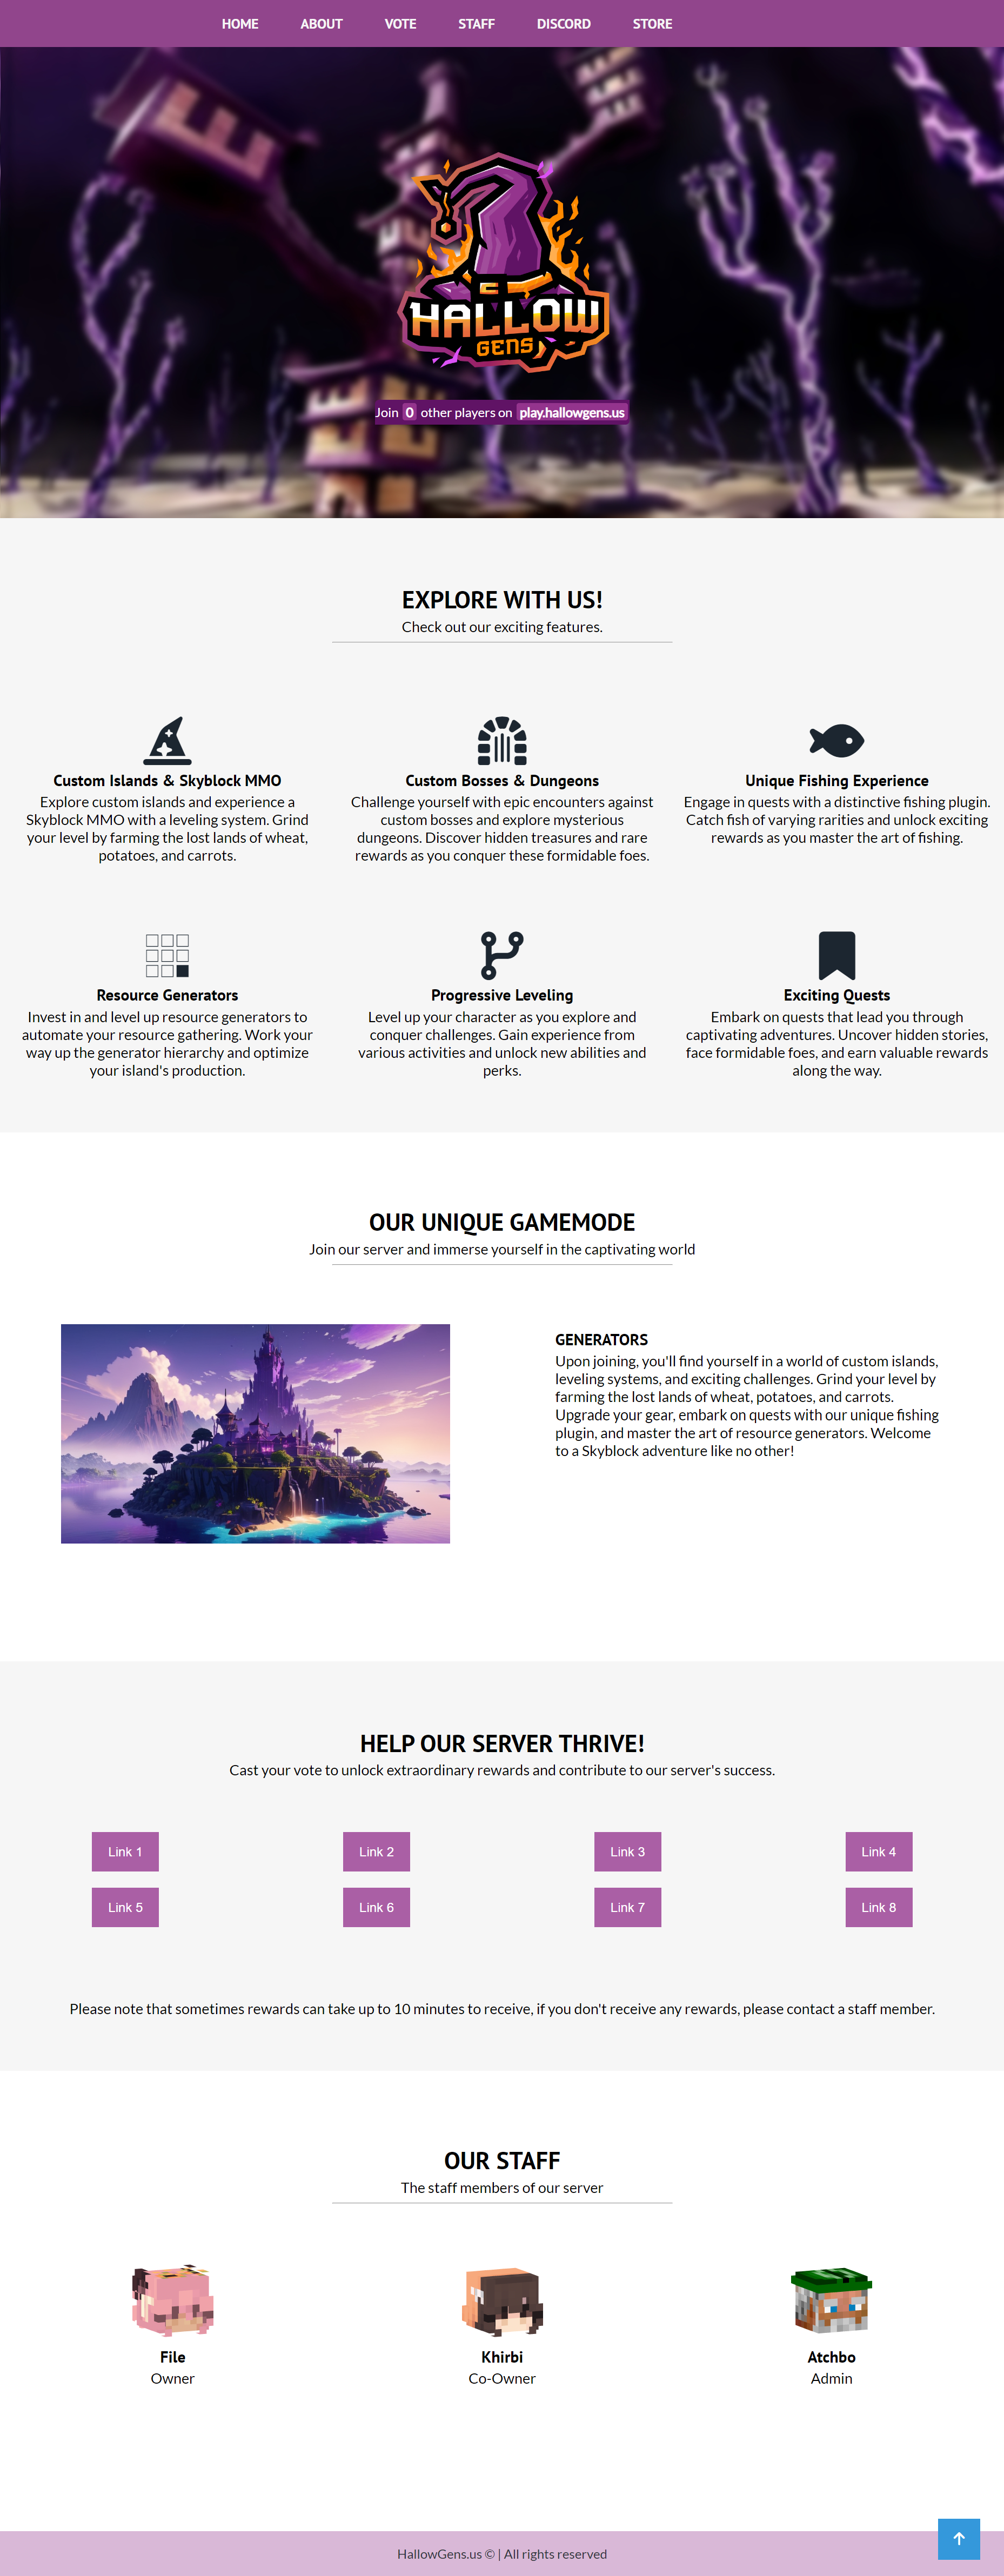 HOME ABOUT VOTE STAFF DISCORD STORE
HALLOW
GENS
Join 0 other players on play.hallowgens.us
EXPLORE WITH US!
Check out our exciting features.
Custom Islands & Skyblock MMO
Explore custom islands and experience a
Skyblock MMO with a leveling system. Grind
your level by farming the lost lands of wheat,
potatoes, and carrots.
Custom Bosses & Dungeons
Challenge yourself with epic encounters against
custom bosses and explore mysterious
dungeons. Discover hidden treasures and rare
rewards as you conquer these formidable foes.
Unique Fishing Experience
Engage in quests with a distinctive fishing plugin.
Catch fish of varying rarities and unlock exciting
rewards as you master the art of fishing.
Resource Generators
Invest in and level up resource generators to
automate your resource gathering. Work your
way up the generator hierarchy and optimize
your island's production.
Progressive Leveling
Level up your character as you explore and
conquer challenges. Gain experience from
various activities and unlock new abilities and
perks.
Exciting Quests
Embark on quests that lead you through
captivating adventures. Uncover hidden stories,
face formidable foes, and earn valuable rewards
along the way.
OUR UNIQUE GAMEMODE
Join our server and immerse yourself in the captivating world
GENERATORS
Upon joining, you'll find yourself in a world of custom islands,
leveling systems, and exciting challenges. Grind your level by
farming the lost lands of wheat, potatoes, and carrots.
Upgrade your gear, embark on quests with our unique fishing
plugin, and master the art of resource generators. Welcome
to a Skyblock adventure like no other!
HELP OUR SERVER THRIVE!
Cast your vote to unlock extraordinary rewards and contribute to our server's success.
Link 1 Link 2 Link 3 Link 4
Link 5 Link 6 Link 7 Link 8
Please note that sometimes rewards can take up to 10 minutes to receive, if you don't receive any rewards, please contact a staff member.
OUR STAFF
The staff members of our server
File
Owner
Khirbi
Co-Owner
Atchbo
Admin
HallowGens.us © | All rights reserved